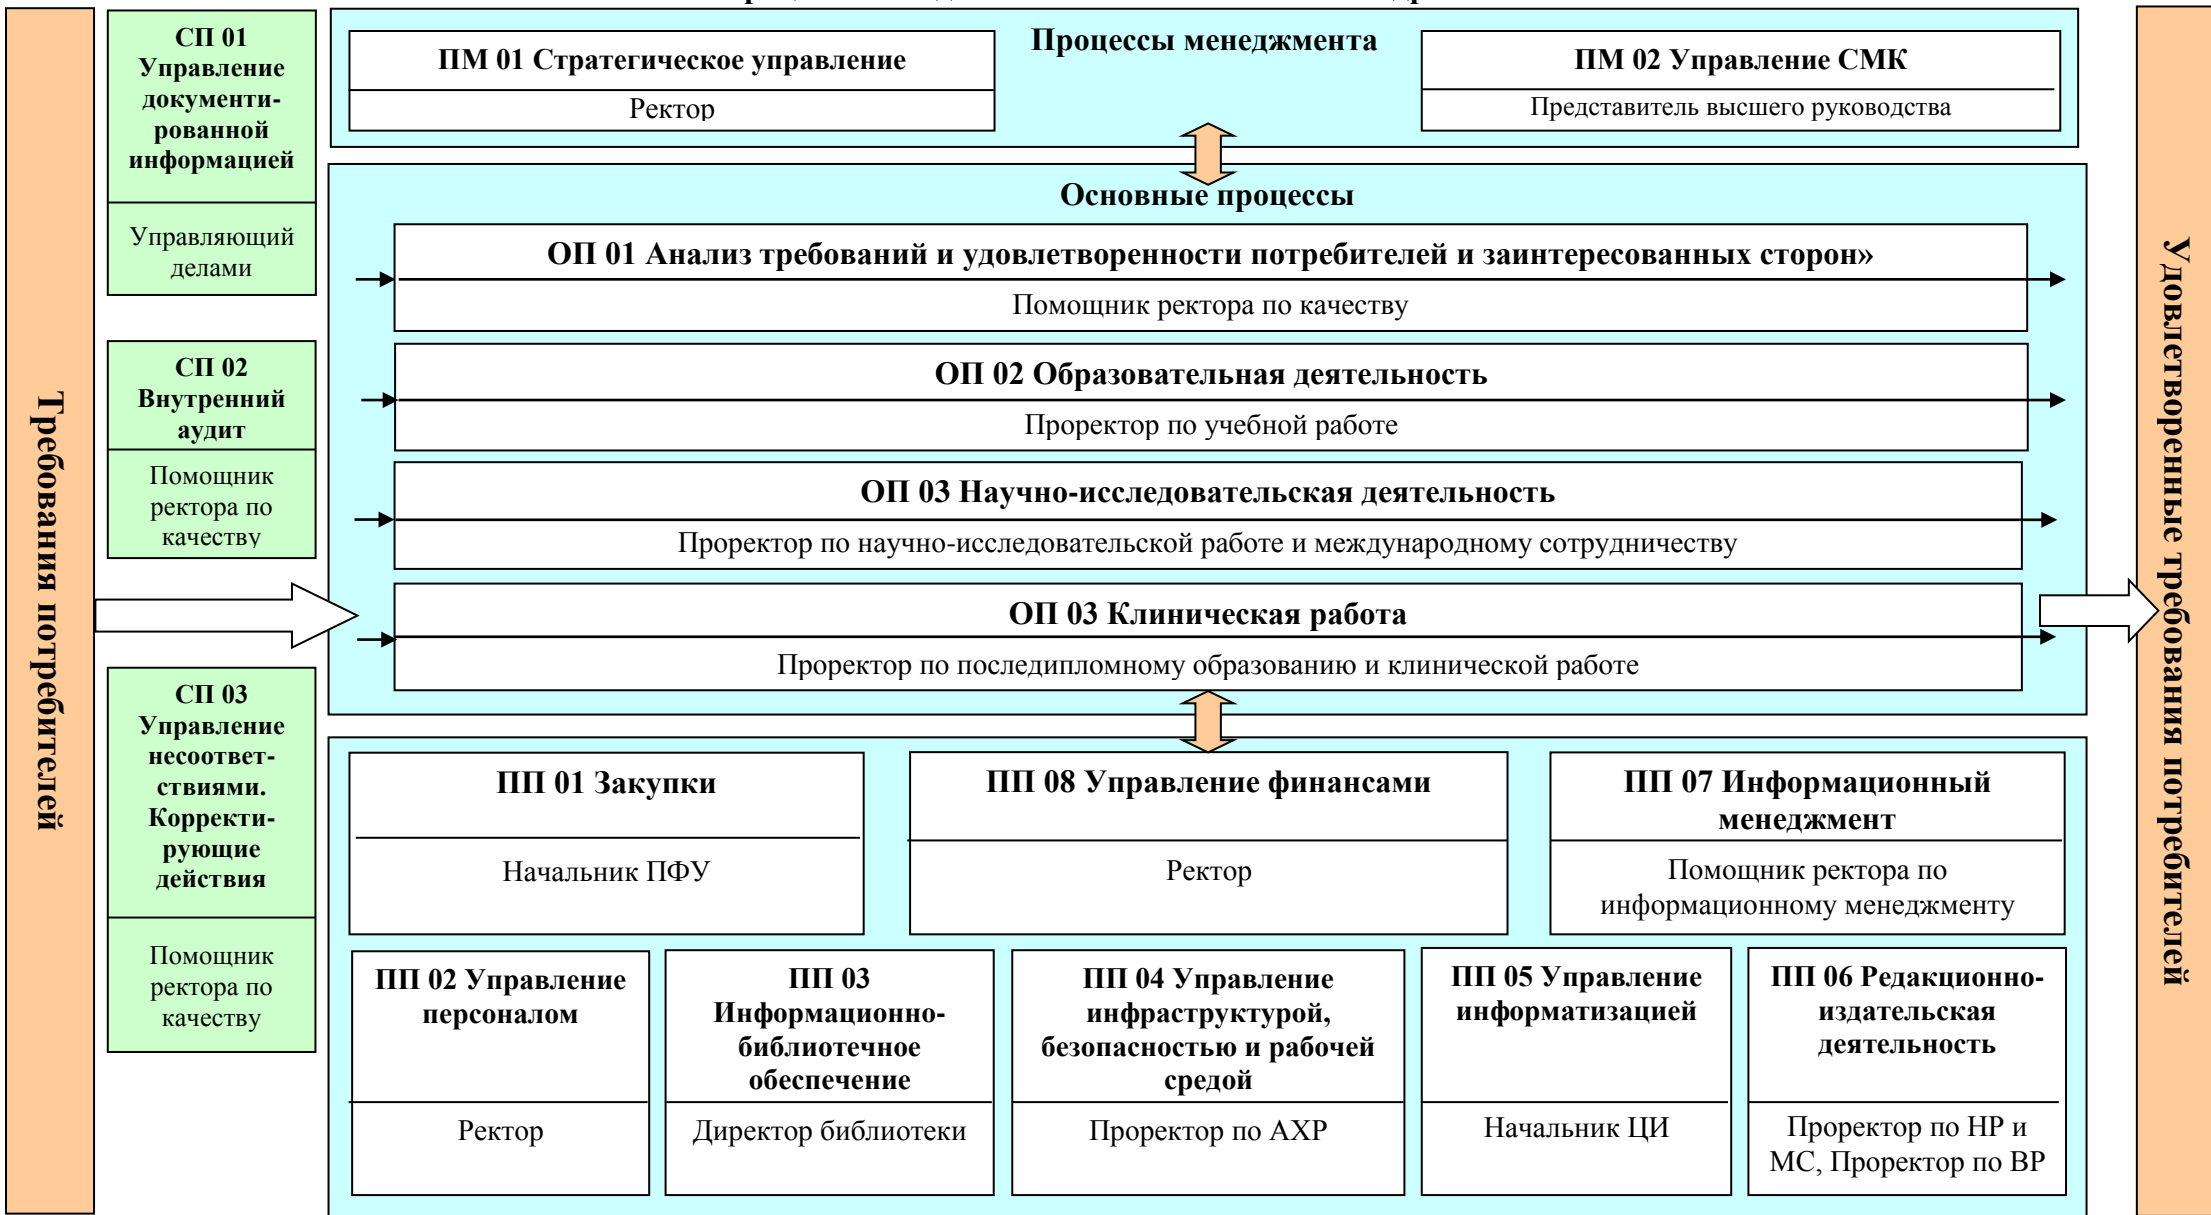 Требования потребителей
СП 01
Управление
документи-
рованной
информацией
Управляющий
делами
СП 02
Внутренний
аудит
Помощник
ректора по
качеству
СП 03
Управление
несоответ-
ствиями.
Корректи-
рующие
действия
Помощник
ректора по
качеству
Процессы менеджмента
ПМ 01 Стратегическое управление
Ректор
ПМ 02 Управление СМК
Представитель высшего руководства
Основные процессы
ОП 01 Анализ требований и удовлетворенности потребителей и заинтересованных сторон»
Помощник ректора по качеству
ОП 02 Образовательная деятельность
Проректор по учебной работе
ОП 03 Научно-исследовательская деятельность
Проректор по научно-исследовательской работе и международному сотрудничеству
ОП 03 Клиническая работа
Проректор по последипломному образованию и клинической работе
ПП 01 Закупки
Начальник ПФУ
ПП 08 Управление финансами
Ректор
ПП 07 Информационный
менеджмент
Помощник ректора по
информационному менеджменту
ПП 02 Управление
персоналом
Ректор
ПП 03
Информационно-
библиотечное
обеспечение
Директор библиотеки
ПП 04 Управление
инфраструктурой,
безопасностью и рабочей
средой
Проректор по АХР
ПП 05 Управление
информатизацией
Начальник ЦИ
ПП 06 Редакционно-
издательская
деятельность
Проректор по НР и
МС, Проректор по ВР
Удовлетворенные требования потребителей